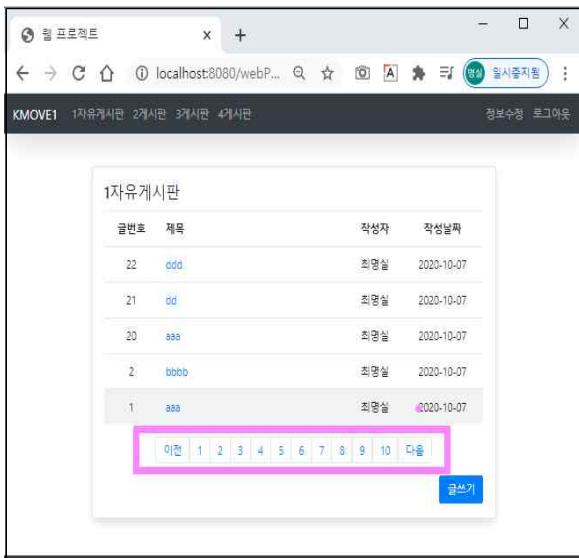 웹 프로젝트
localhost:8080/webP...
명실 일시중지됨
KMOVE1 1자유게시판 2게시판 3게시판 4게시판 정보수정 로그아웃
1자유게시판
글번호 제목 작성자 작성날짜
22 ddd 최명실 2020-10-07
21 dd 최명실 2020-10-07
20 aaa 최명실 2020-10-07
2 bbbb 최명실 2020-10-07
1 aaa 최명실 2020-10-07
이전 1 2 3 4 5 6 7 8 9 10 다음
글쓰기